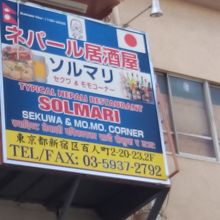 ネパール居酒屋
ソルマリ
セクワ & モモコーナー
TYPICAL NEPALI RESTAURANT
SOLMARI
SEKUWA & MO.MO. CORNER
東京都新宿区百人町2-20-23,2F
TEL/FAX: 03-5937-2792